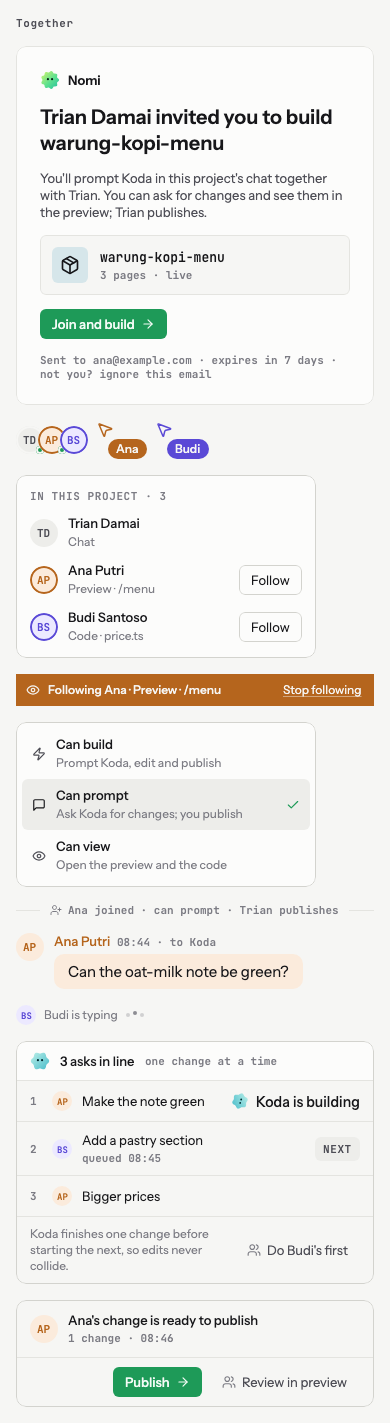 Together
Nomi
Trian Damai invited you to build
warung-kopi-menu
You'll prompt Koda in this project's chat together
with Trian. You can ask for changes and see them in
the preview; Trian publishes.
warung-kopi-menu
3 pages · live
Join and build
Sent to ana@example.com · expires in 7 days ·
not you? ignore this email
TD AP BS
Ana Budi
IN THIS PROJECT · 3
TD Trian Damai
Chat
AP Ana Putri
Preview · /menu
Follow
BS Budi Santoso
Code · price.ts
Follow
Following Ana · Preview · /menu Stop following
Can build
Prompt Koda, edit and publish
Can prompt
Ask Koda for changes; you publish
Can view
Open the preview and the code
Ana joined · can prompt · Trian publishes
AP Ana Putri 08:44 · to Koda
Can the oat-milk note be green?
BS Budi is typing
3 asks in line one change at a time
1 AP Make the note green Koda is building
2 BS Add a pastry section
queued 08:45
NEXT
3 AP Bigger prices
Koda finishes one change before
starting the next, so edits never
collide.
Do Budi's first
AP Ana's change is ready to publish
1 change · 08:46
Publish Review in preview